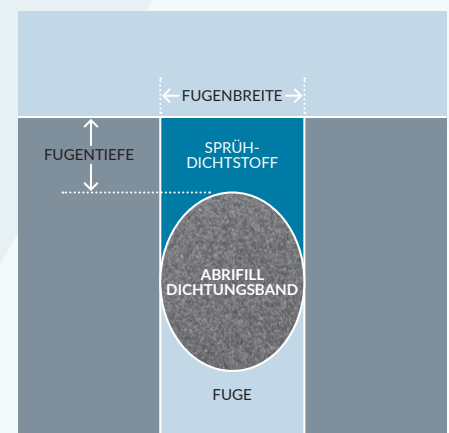 FUGENBREITE
FUGENTIEFE
SPRÜH-
DICHTSTOFF
ABRIFILL
DICHTUNGSBAND
FUGE